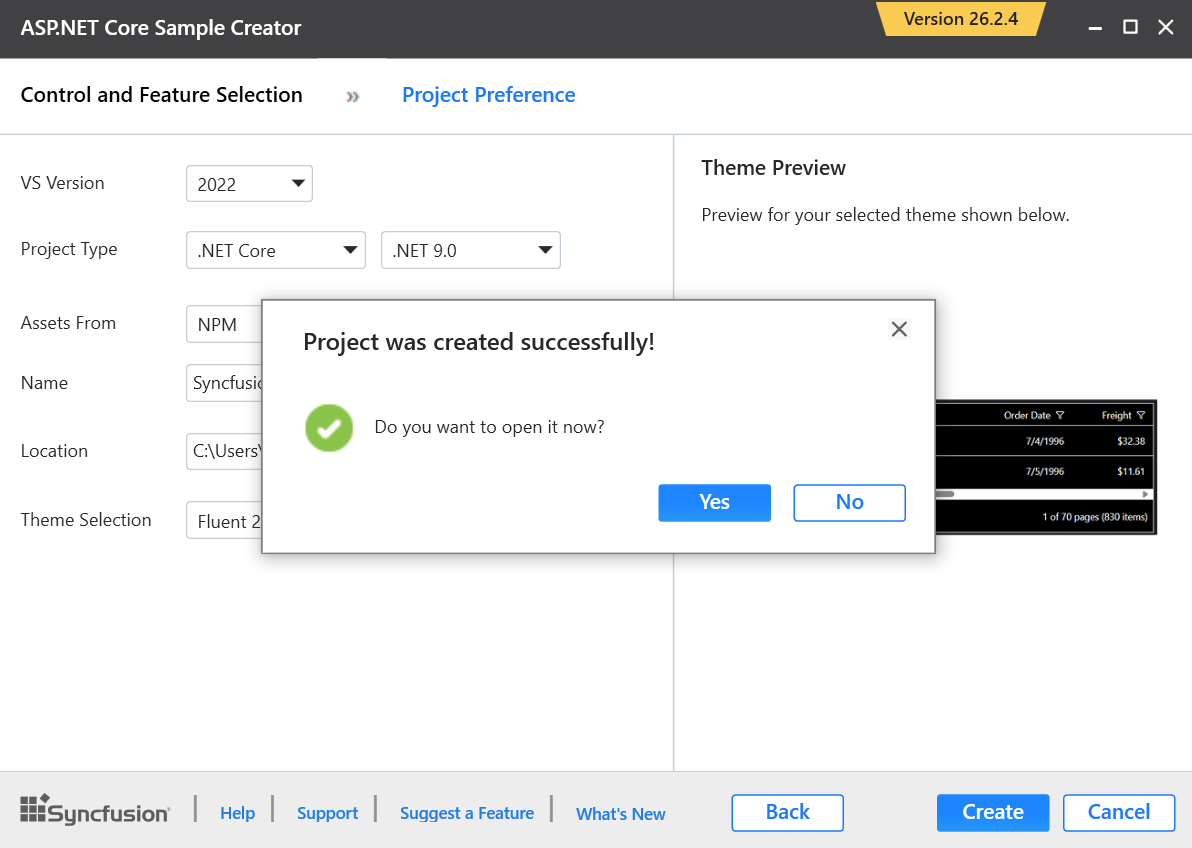 ASP.NET Core Sample Creator
Version 26.2.4
Control and Feature Selection » Project Preference
VS Version 2022
Project Type .NET Core .NET 9.0
Assets From NPM
Name
Location C:\Users\
Theme Selection Fluent 2
Theme Preview
Preview for your selected theme shown below.
Project was created successfully!
Do you want to open it now?
Yes No
Order Date Freight
7/4/1996 $32.38
7/5/1996 $11.61
1 of 70 pages (830 items)
Syncfusion | Help | Support | Suggest a Feature | What's New
Back Create Cancel